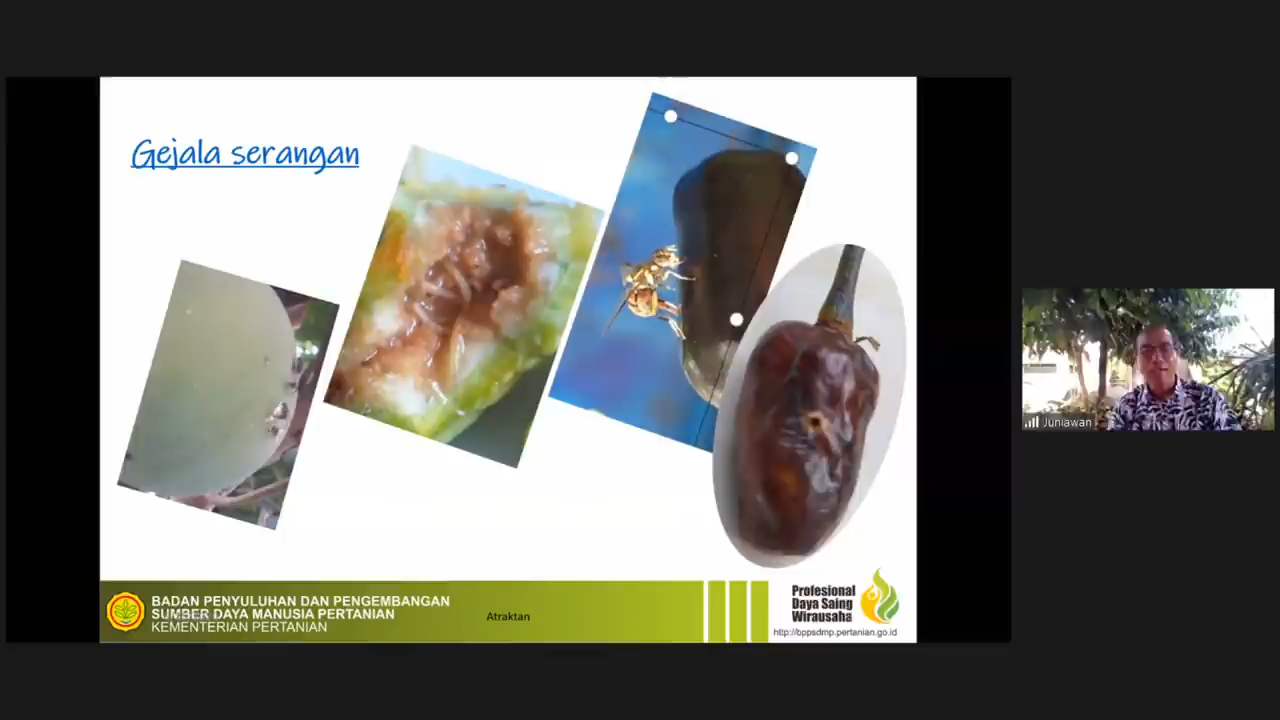 Gejala serangan
BADAN PENYULUHAN DAN PENGEMBANGAN
SUMBER DAYA MANUSIA PERTANIAN
KEMENTERIAN PERTANIAN
Atraktan
Profesional
Daya Saing
Wirausaha
http://bppsdmp.pertanian.go.id
Juniawan